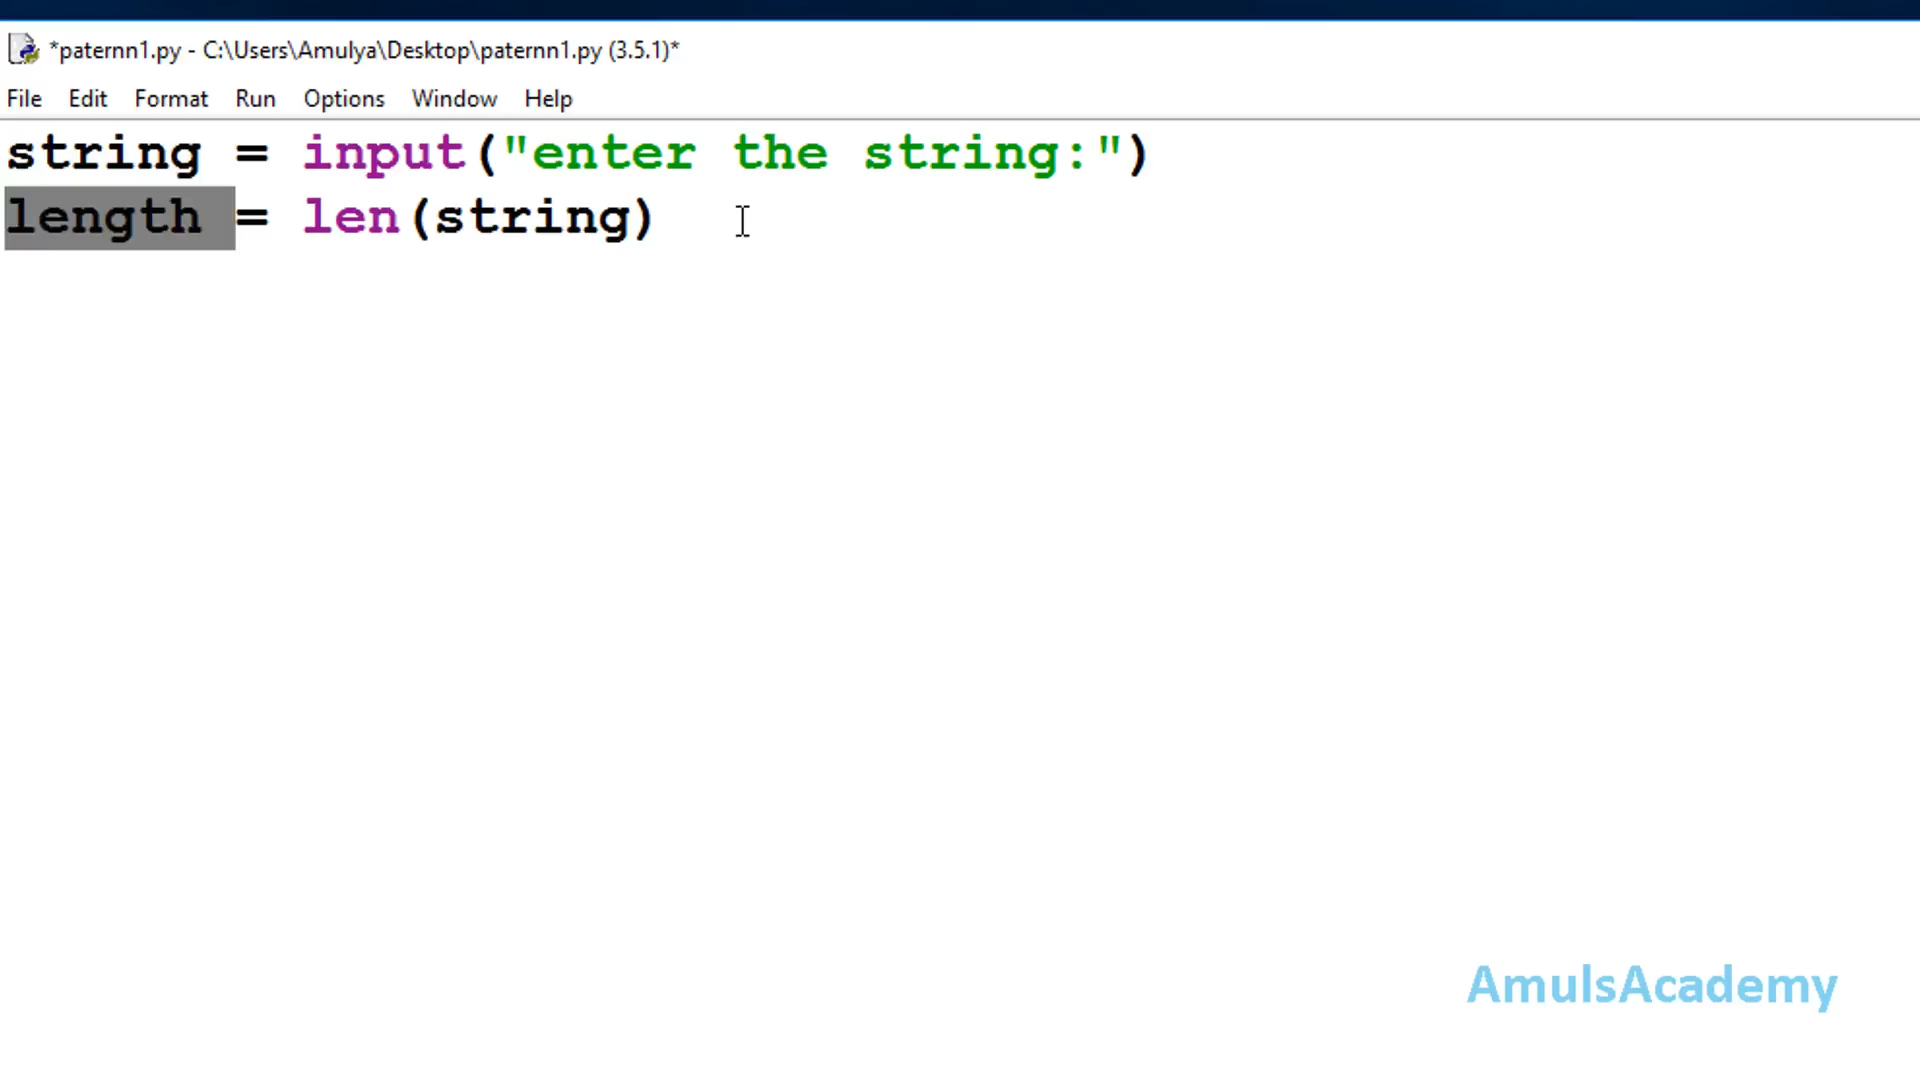 *paternn1.py - C:\Users\Amulya\Desktop\paternn1.py (3.5.1)*
File Edit Format Run Options Window Help
string = input("enter the string:")
length = len(string)
AmulsAcademy